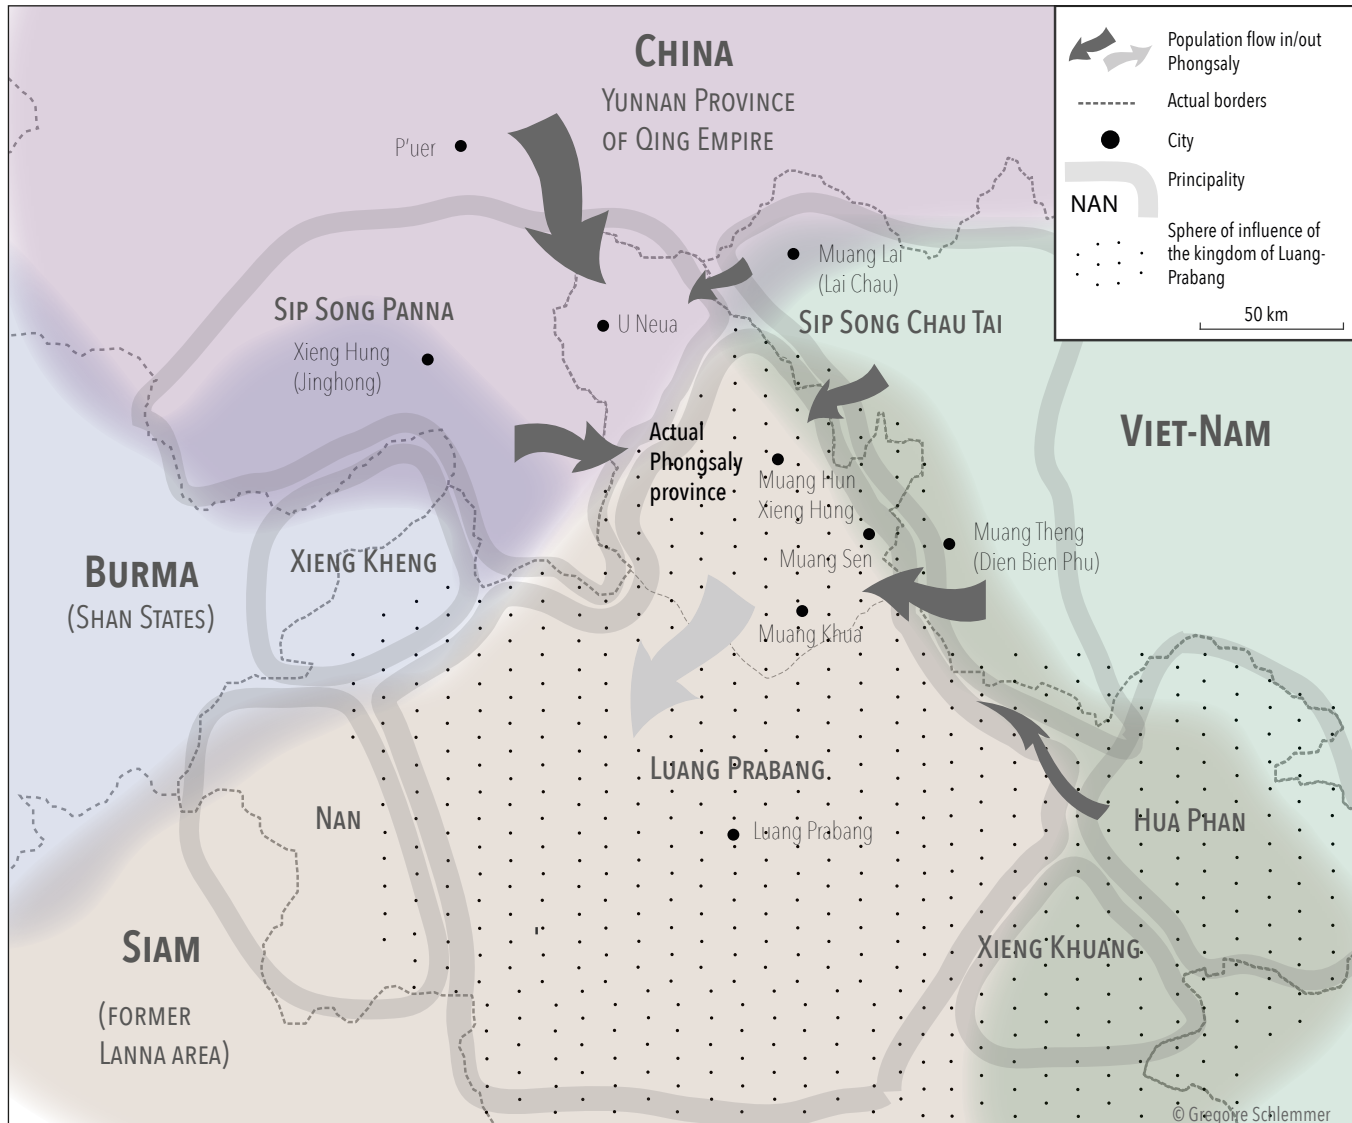 CHINA
YUNNAN PROVINCE
OF QING EMPIRE
P'uer
Population flow in/out
Phongsaly
Actual borders
City
Principality
NAN
Sphere of influence of
the kingdom of Luang-
Prabang
50 km
Muang Lai
(Lai Chau)
SIP SONG PANNA
U Neua
SIP SONG CHAU TAI
Xieng Hung
(Jinghong)
Actual
Phongsaly
province
VIET-NAM
Muang Hun
Xieng Hung
Muang Theng
(Dien Bien Phu)
Muang Sen
XIENG KHENG
BURMA
(SHAN STATES)
Muang Khua
LUANG PRABANG
NAN
Luang Prabang
HUA PHAN
SIAM
XIENG KHUANG
(FORMER
LANNA AREA)
© Gregoire Schlemmer